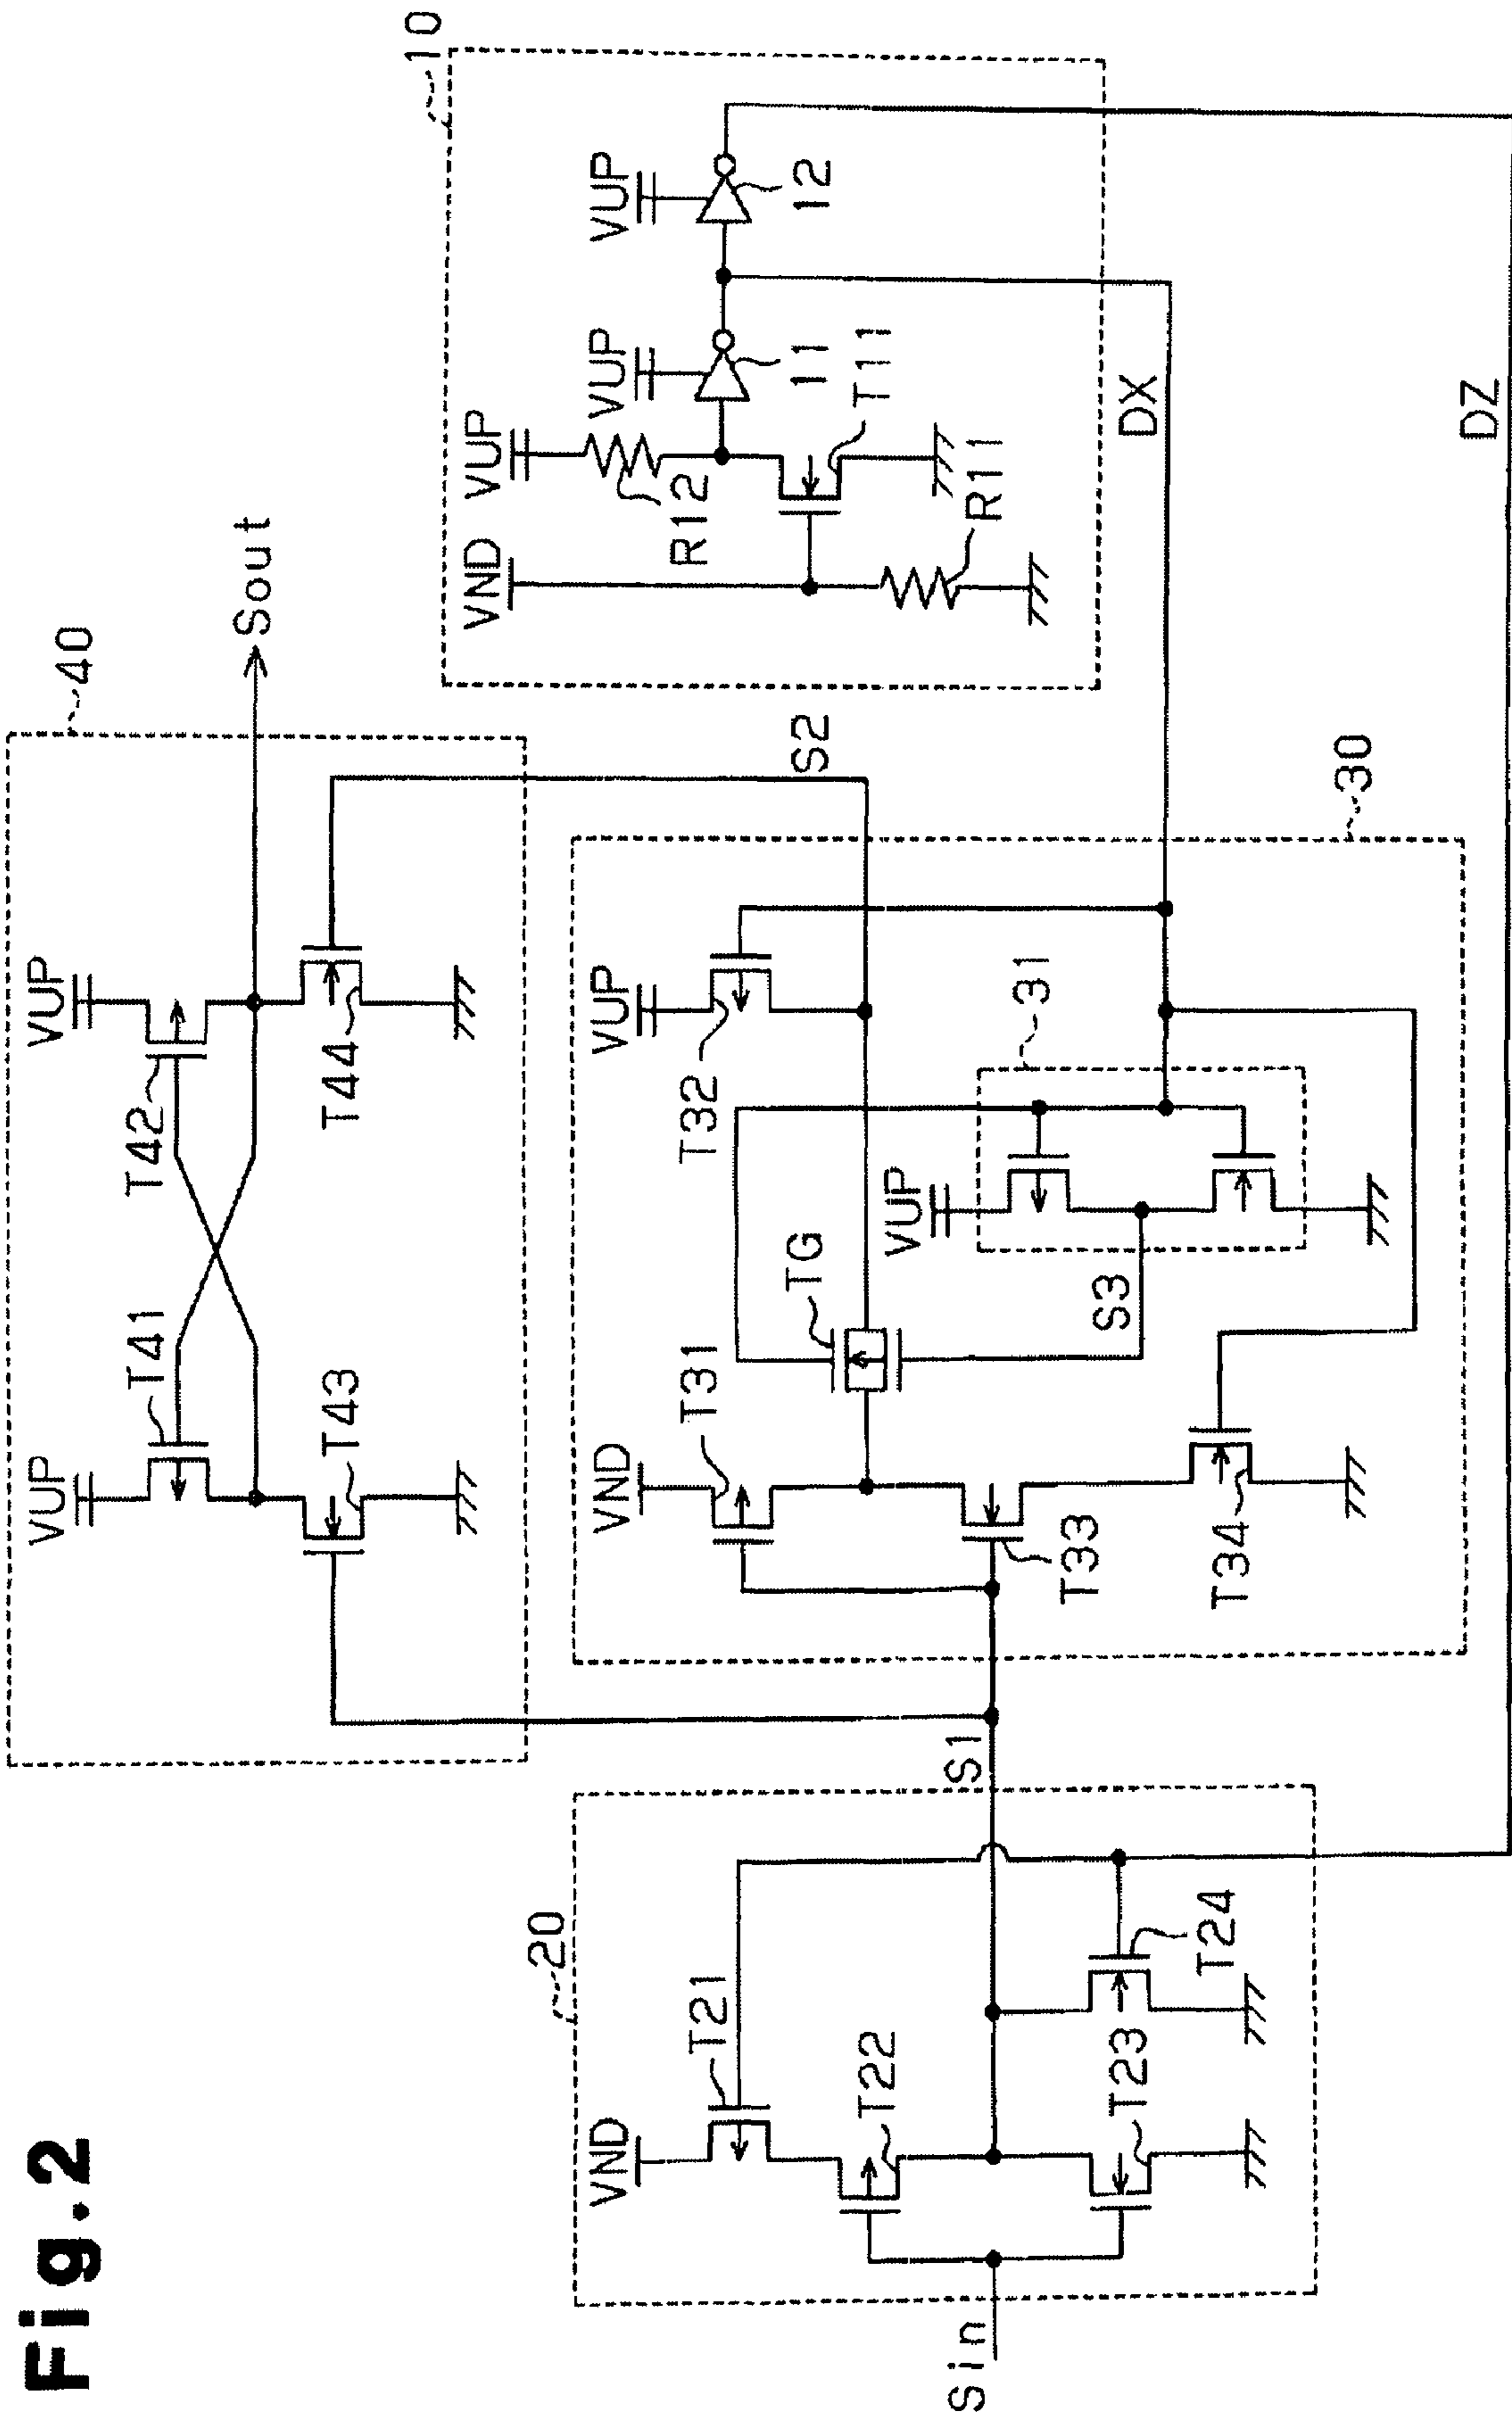 Fig.2
40
VUP
VUP
T41
T42
T43
T44
Sout
10
VND
VUP
VUP
VUP
R12
11
12
T11
R11
20
VND
T21
T22
T23
T24
Sin
S1
VND
T31
TG
VUP
T32
S2
VUP
31
S3
T33
T34
30
DX
DZ